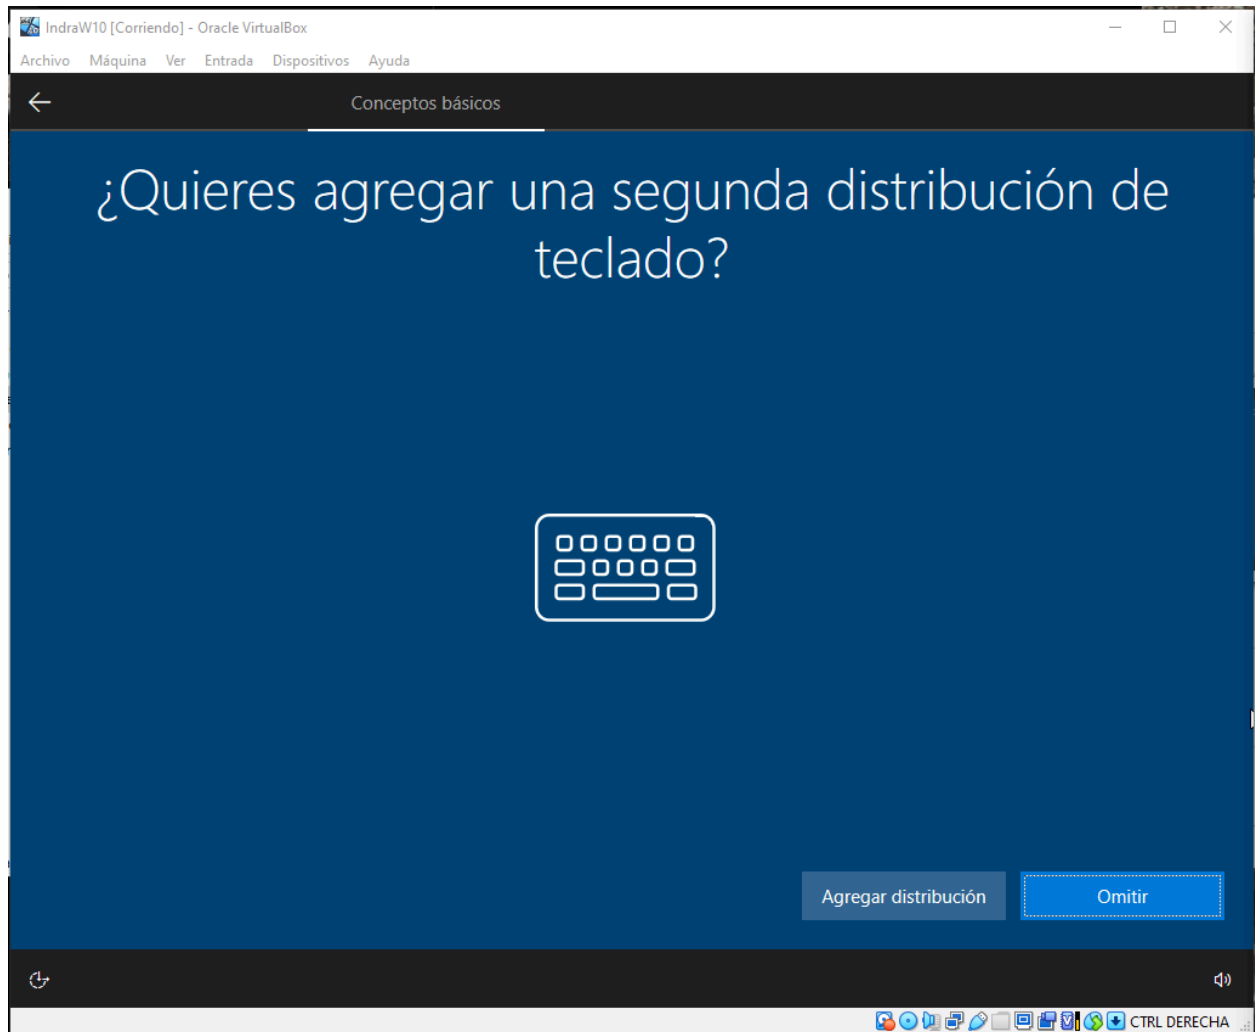 IndraW10 [Corriendo] - Oracle VirtualBox
Archivo Máquina Ver Entrada Dispositivos Ayuda
Conceptos básicos
¿Quieres agregar una segunda distribución de
teclado?
Agregar distribución Omitir
CTRL DERECHA